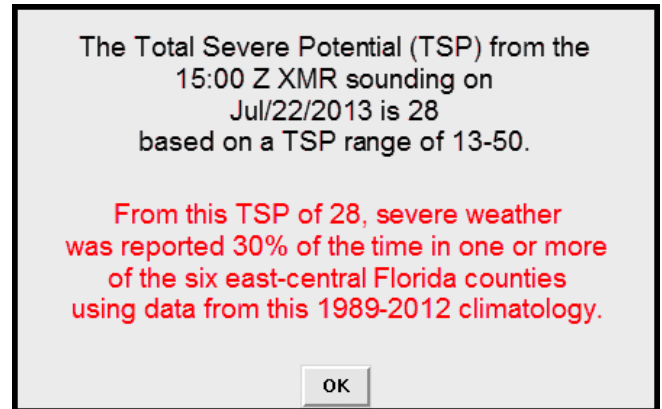 The Total Severe Potential (TSP) from the
15:00 Z XMR sounding on
Jul/22/2013 is 28
based on a TSP range of 13-50.
From this TSP of 28, severe weather
was reported 30% of the time in one or more
of the six east-central Florida counties
using data from this 1989-2012 climatology.
OK